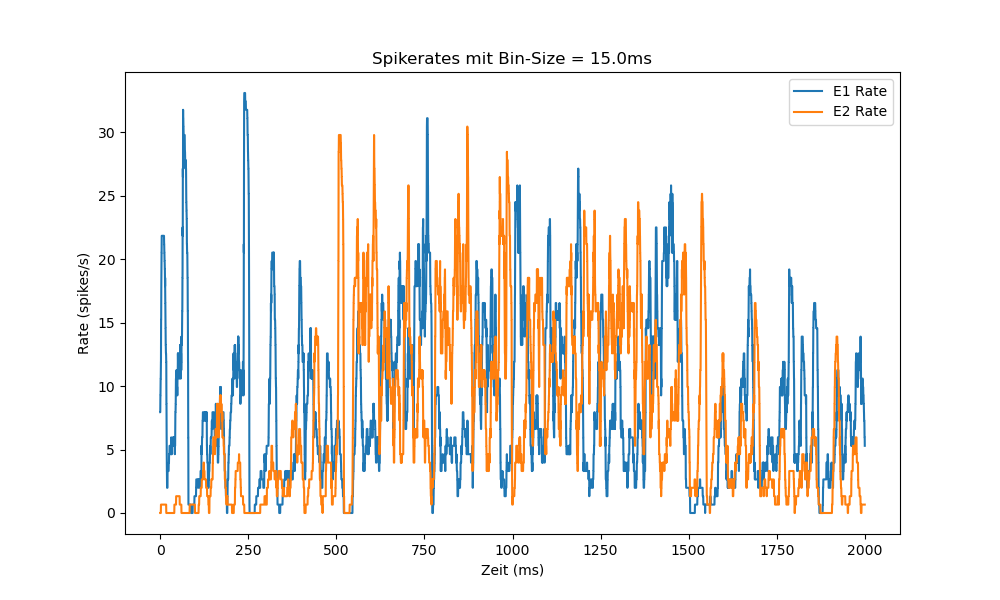 Spikerates mit Bin-Size = 15.0ms
E1 Rate
E2 Rate
Rate (spikes/s)
30
25
20
15
10
5
0
0 250 500 750 1000 1250 1500 1750 2000
Zeit (ms)